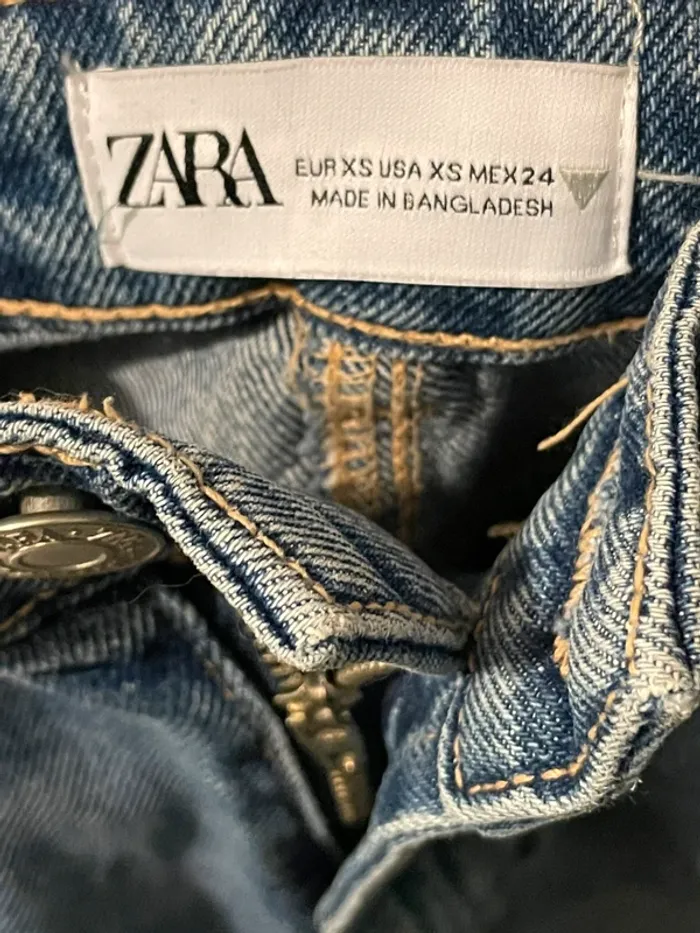 ZARA
EUR XS USA XS MEX 24
MADE IN BANGLADESH